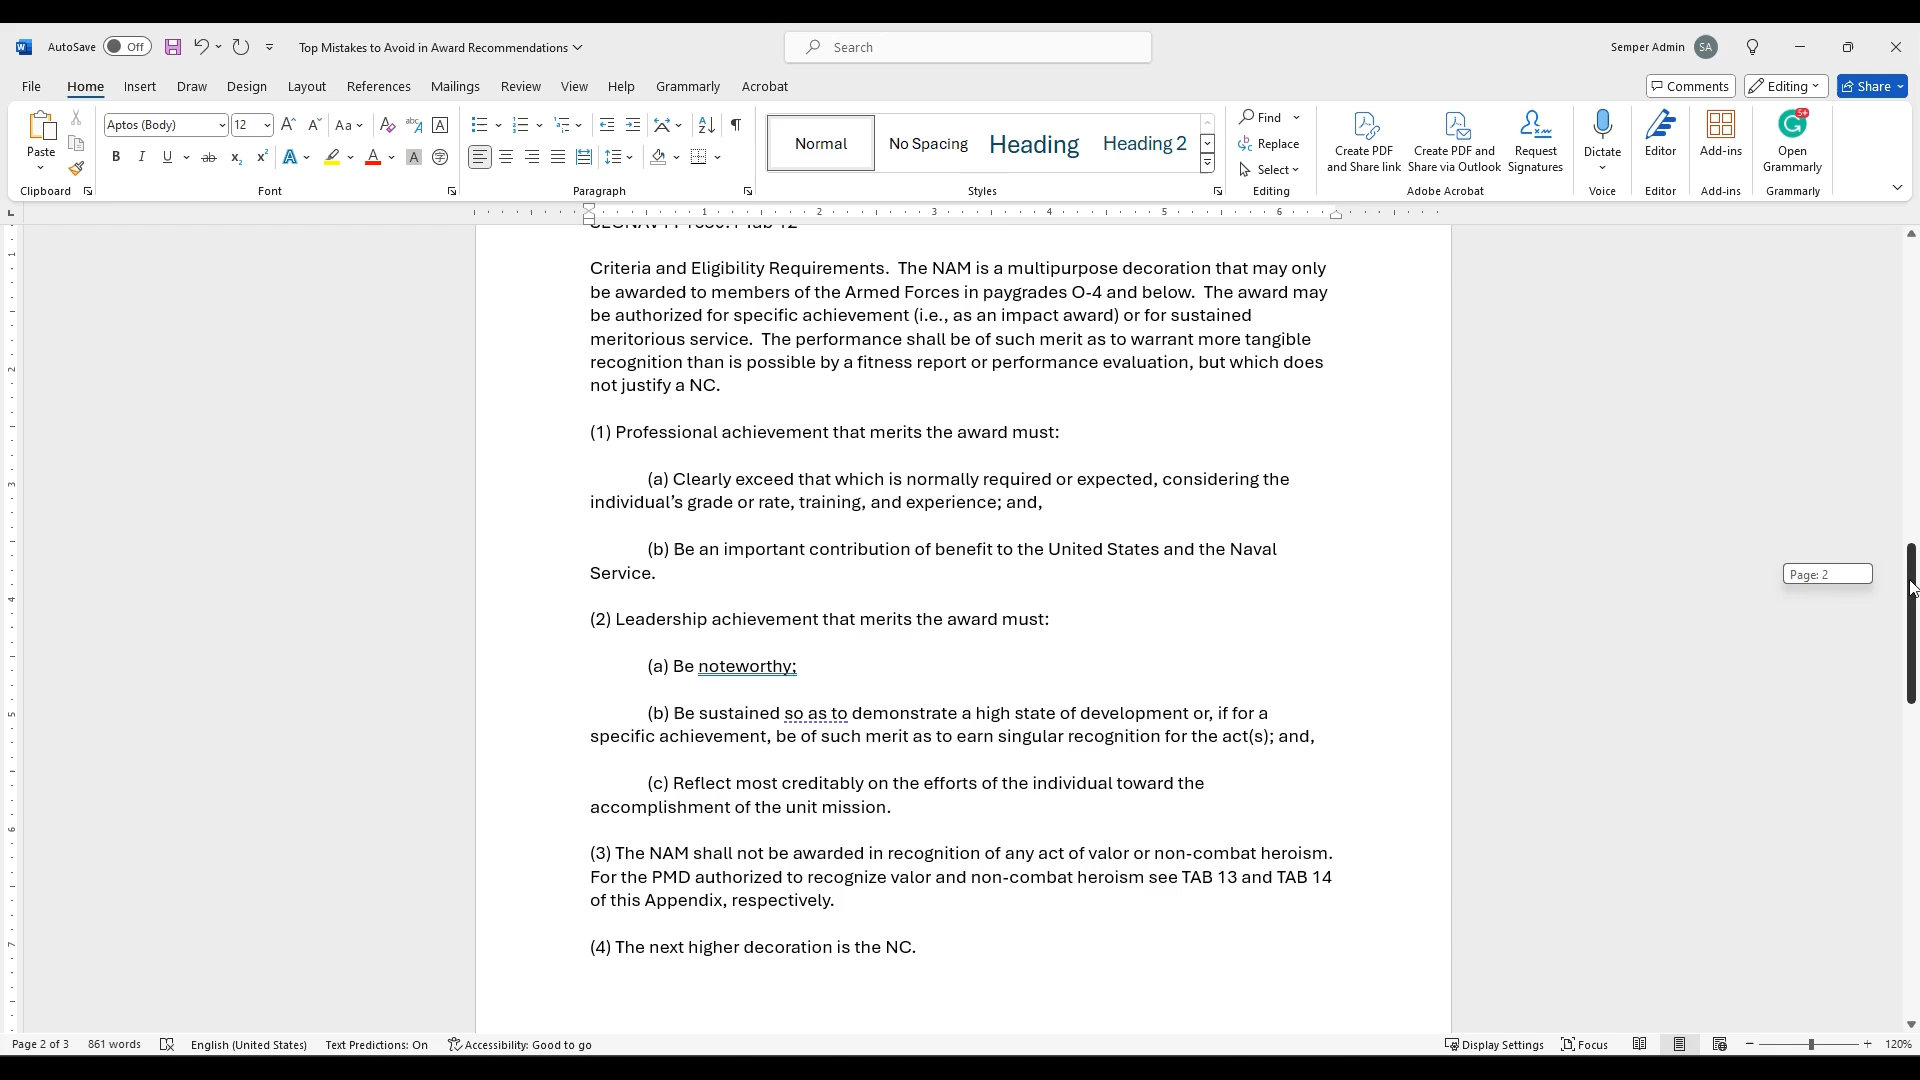 AutoSave Off Top Mistakes to Avoid in Award Recommendations Search Semper Admin SA
File Home Insert Draw Design Layout References Mailings Review View Help Grammarly Acrobat Comments Editing Share
Paste Aptos (Body) 12 Aa Normal No Spacing Heading Heading 2 Find Replace Select Create PDF and Share link Create PDF and Share via Outlook Request Signatures Dictate Editor Add-ins Open Grammarly
Clipboard Font Paragraph Styles Editing Adobe Acrobat Voice Editor Add-ins Grammarly
1 2 3 4 5 6
Criteria and Eligibility Requirements. The NAM is a multipurpose decoration that may only
be awarded to members of the Armed Forces in paygrades O-4 and below. The award may
be authorized for specific achievement (i.e., as an impact award) or for sustained
meritorious service. The performance shall be of such merit as to warrant more tangible
recognition than is possible by a fitness report or performance evaluation, but which does
not justify a NC.
(1) Professional achievement that merits the award must:
(a) Clearly exceed that which is normally required or expected, considering the
individual's grade or rate, training, and experience; and,
(b) Be an important contribution of benefit to the United States and the Naval
Service.
Page: 2
(2) Leadership achievement that merits the award must:
(a) Be noteworthy;
(b) Be sustained so as to demonstrate a high state of development or, if for a
specific achievement, be of such merit as to earn singular recognition for the act(s); and,
(c) Reflect most creditably on the efforts of the individual toward the
accomplishment of the unit mission.
(3) The NAM shall not be awarded in recognition of any act of valor or non-combat heroism.
For the PMD authorized to recognize valor and non-combat heroism see TAB 13 and TAB 14
of this Appendix, respectively.
(4) The next higher decoration is the NC.
Page 2 of 3 861 words English (United States) Text Predictions: On Accessibility: Good to go Display Settings Focus 120%